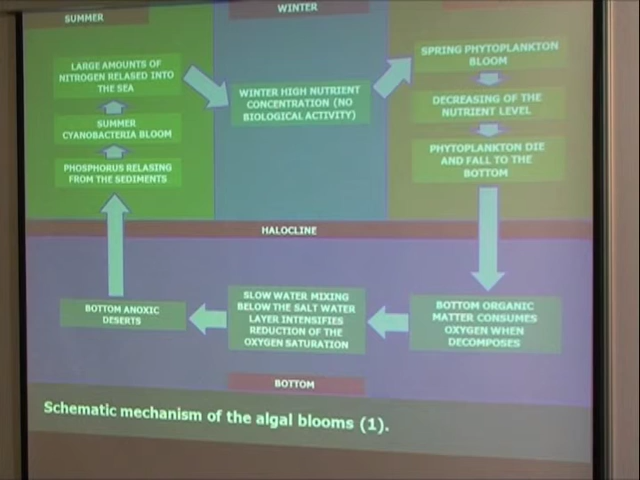 SUMMER
WINTER
LARGE AMOUNTS OF
NITROGEN RELASED INTO
THE SEA
SUMMER
CYANOBACTERIA BLOOM
PHOSPHORUS RELASING
FROM THE SEDIMENTS
WINTER HIGH NUTRIENT
CONCENTRATION (NO
BIOLOGICAL ACTIVITY)
SPRING PHYTOPLANKTON
BLOOM
DECREASING OF THE
NUTRIENT LEVEL
PHYTOPLANKTON DIE
AND FALL TO THE
BOTTOM
HALOCLINE
BOTTOM ANOXIC
DESERTS
SLOW WATER MIXING
BELOW THE SALT WATER
LAYER INTENSIFIES
REDUCTION OF THE
OXYGEN SATURATION
BOTTOM ORGANIC
MATTER CONSUMES
OXYGEN WHEN
DECOMPOSES
BOTTOM
Schematic mechanism of the algal blooms (1).